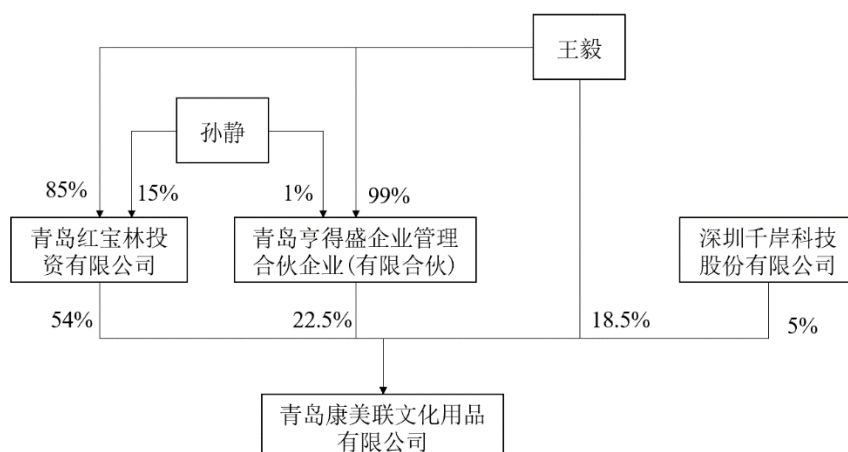 王毅
孙静
85%
15%
1%
99%
青岛红宝林投
资有限公司
青岛亨得盛企业管理
合伙企业(有限合伙)
深圳千岸科技
股份有限公司
54%
22.5%
18.5%
5%
青岛康美联文化用品
有限公司